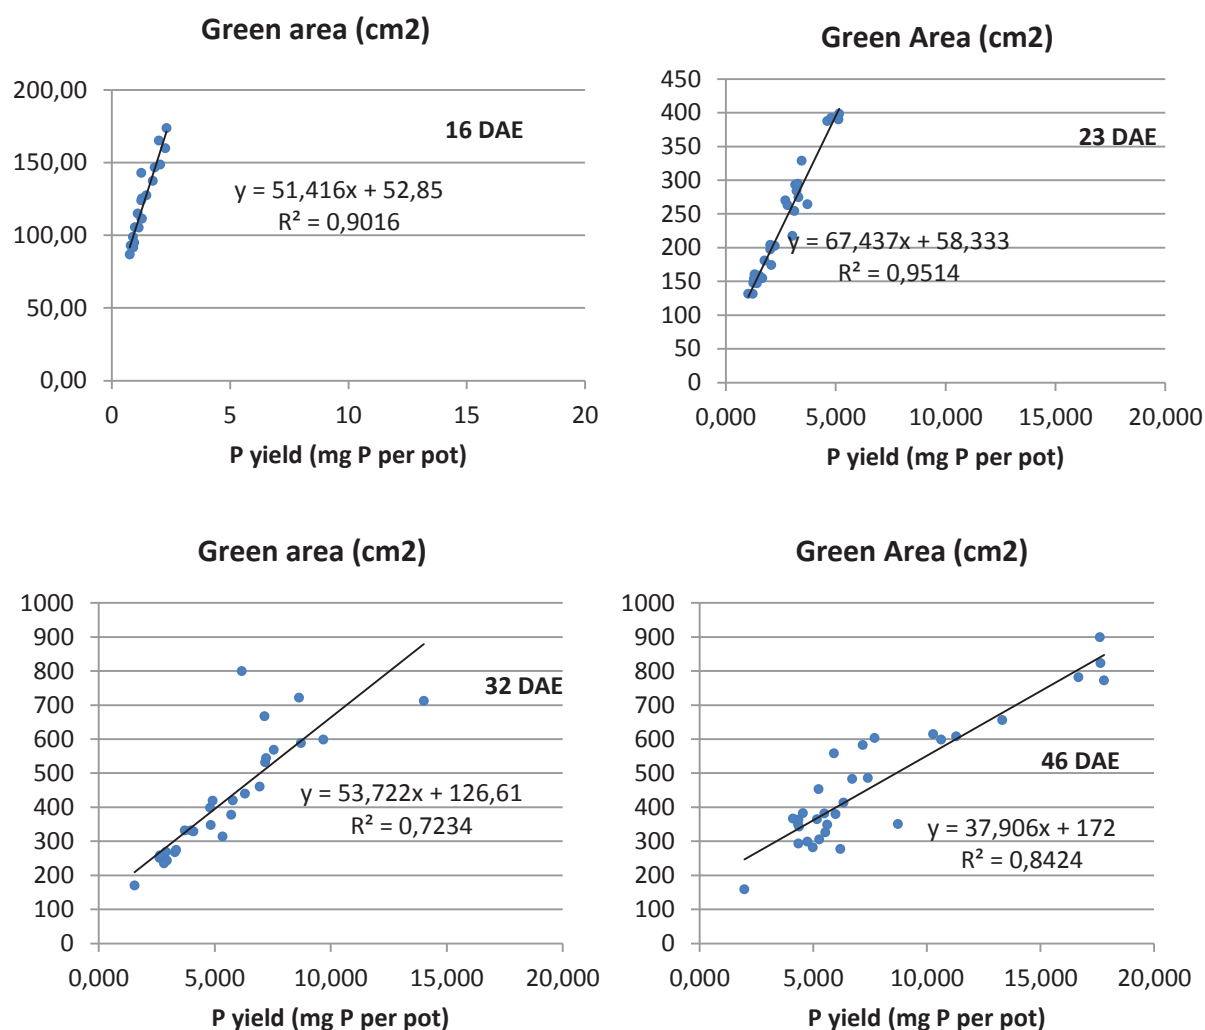 Green area (cm2)
200,00
150,00
100,00
50,00
0,00
0
5
10
15
20
16 DAE
y = 51,416x + 52,85
R² = 0,9016
P yield (mg P per pot)
Green Area (cm2)
450
400
350
300
250
200
150
100
50
0
0,000
5,000
10,000
15,000
20,000
23 DAE
y = 67,437x + 58,333
R² = 0,9514
P yield (mg P per pot)
Green area (cm2)
1000
900
800
700
600
500
400
300
200
100
0
0,000
5,000
10,000
15,000
20,000
32 DAE
y = 53,722x + 126,61
R² = 0,7234
P yield (mg P per pot)
Green Area (cm2)
1000
900
800
700
600
500
400
300
200
100
0
0,000
5,000
10,000
15,000
20,000
46 DAE
y = 37,906x + 172
R² = 0,8424
P yield (mg P per pot)